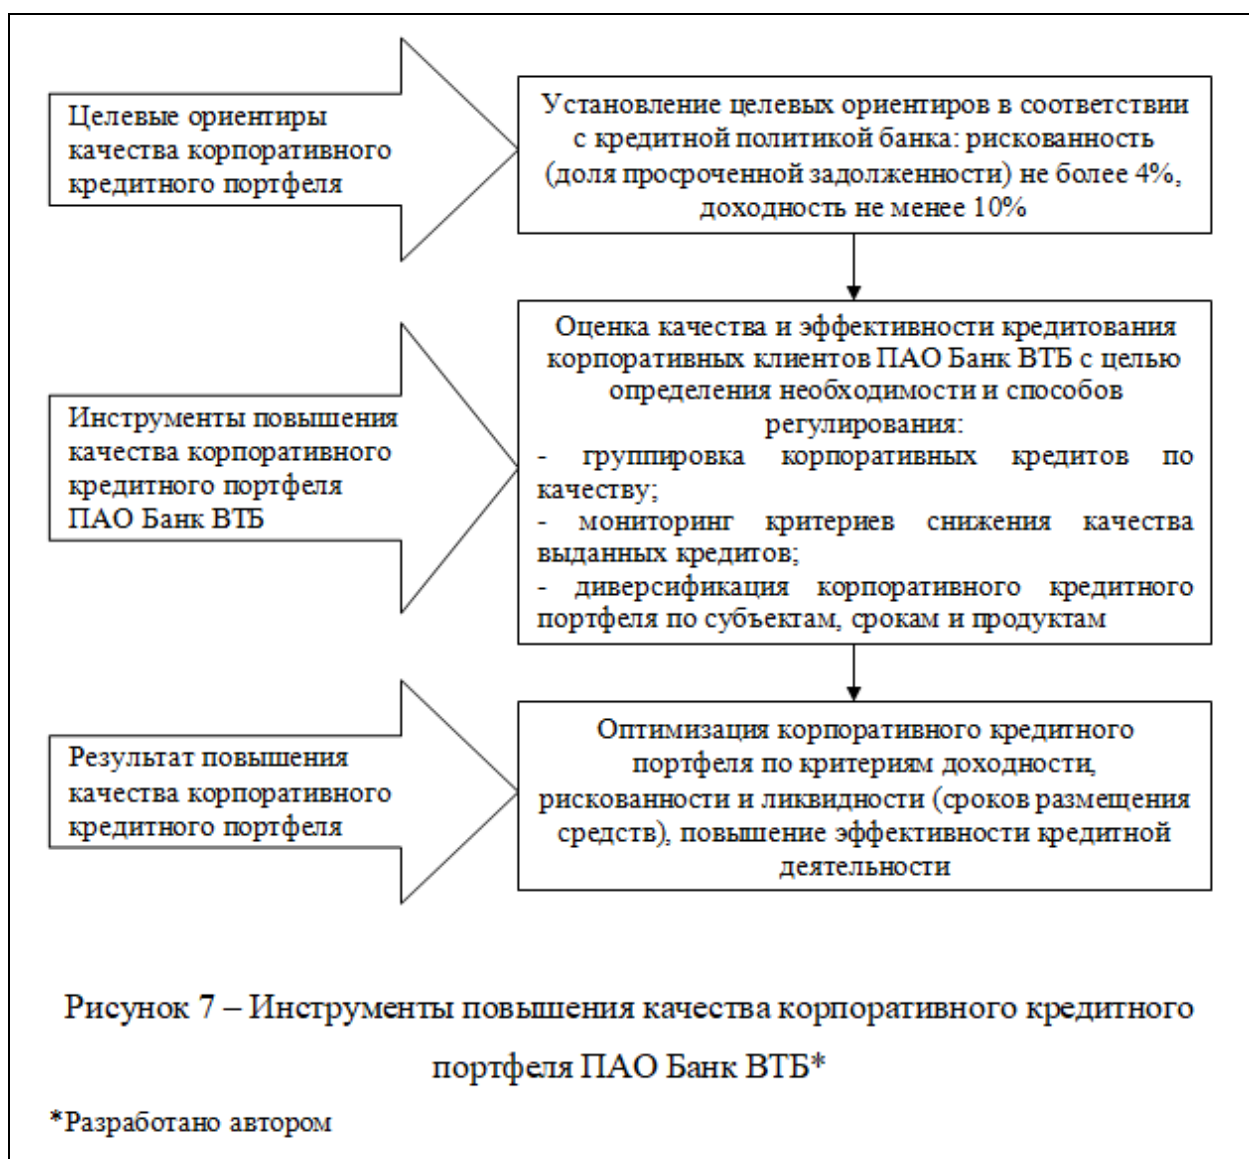 Целевые ориентиры
качества корпоративного
кредитного портфеля
Установление целевых ориентиров в соответствии
с кредитной политикой банка: рискованность
(доля просроченной задолженности) не более 4%,
доходность не менее 10%
Инструменты повышения
качества корпоративного
кредитного портфеля
ПАО Банк ВТБ
Оценка качества и эффективности кредитования
корпоративных клиентов ПАО Банк ВТБ с целью
определения необходимости и способов
регулирования:
- группировка корпоративных кредитов по
качеству;
- мониторинг критериев снижения качества
выданных кредитов;
- диверсификация корпоративного кредитного
портфеля по субъектам, срокам и продуктам
Результат повышения
качества корпоративного
кредитного портфеля
Оптимизация корпоративного кредитного
портфеля по критериям доходности,
рискованности и ликвидности (сроков размещения
средств), повышение эффективности кредитной
деятельности
Рисунок 7 – Инструменты повышения качества корпоративного кредитного
портфеля ПАО Банк ВТБ*
*Разработано автором